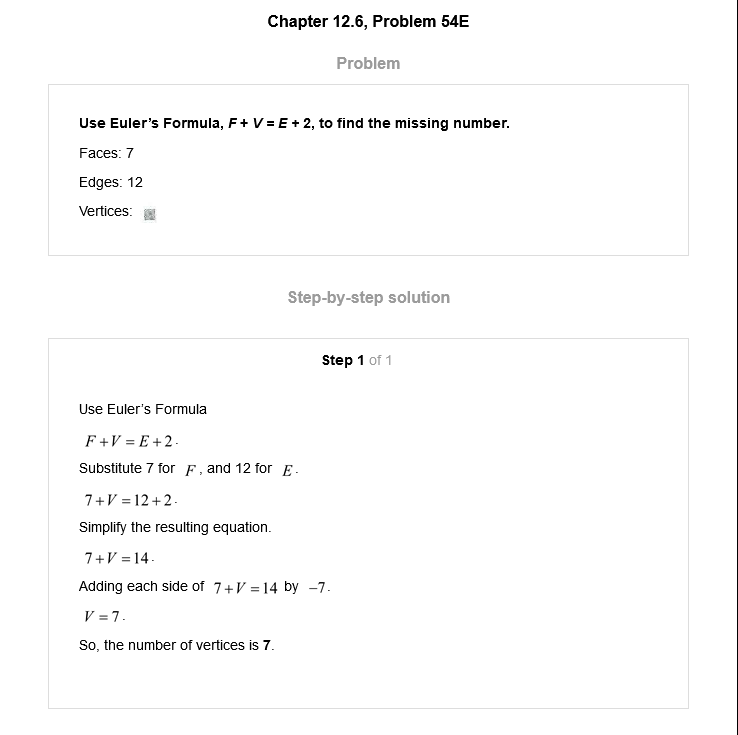 Chapter 12.6, Problem 54E
Problem
Use Euler's Formula, F + V = E + 2, to find the missing number.
Faces: 7
Edges: 12
Vertices:
Step-by-step solution
Step 1 of 1
Use Euler's Formula
F + V = E + 2 .
Substitute 7 for F , and 12 for E .
7 + V = 12 + 2 .
Simplify the resulting equation.
7 + V = 14 .
Adding each side of 7 + V = 14 by −7 .
V = 7 .
So, the number of vertices is 7.